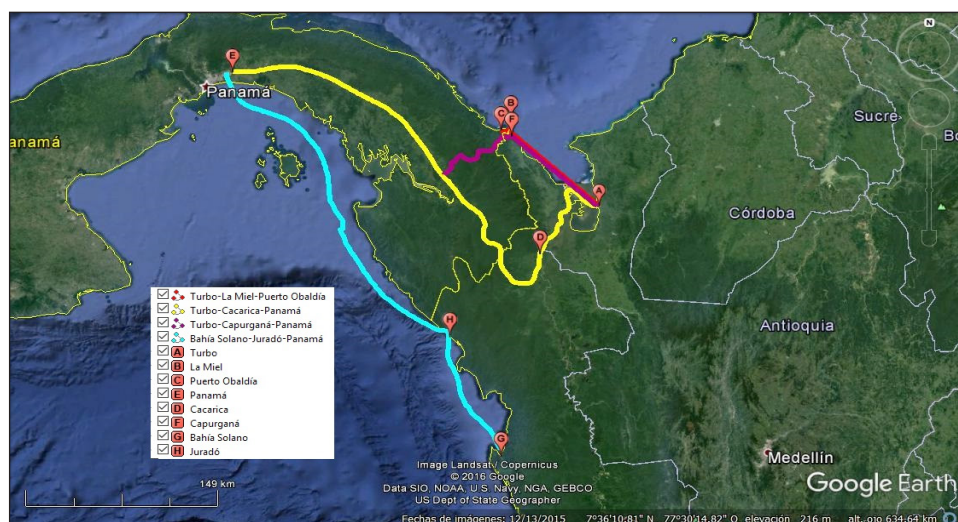 N
E
Panamá
anamá
B
C
F
A
D
H
G
Sucre
Bo
Córdoba
Antioquia
Medellín
Turbo-La Miel-Puerto Obaldía
Turbo-Cacarica-Panamá
Turbo-Capurganá-Panamá
Bahía Solano-Juradó-Panamá
A Turbo
B La Miel
C Puerto Obaldía
E Panamá
D Cacarica
F Capurganá
G Bahía Solano
H Juradó
149 km
Image Landsat / Copernicus
© 2016 Google
Data SIO, NOAA, U.S. Navy, NGA, GEBCO
US Dept of State Geographer
Google Earth
Fechas de imágenes: 12/13/2015 7°36'10.81" N 77°30'14.82" O elevación 216 m alt. ojo 634.64 km